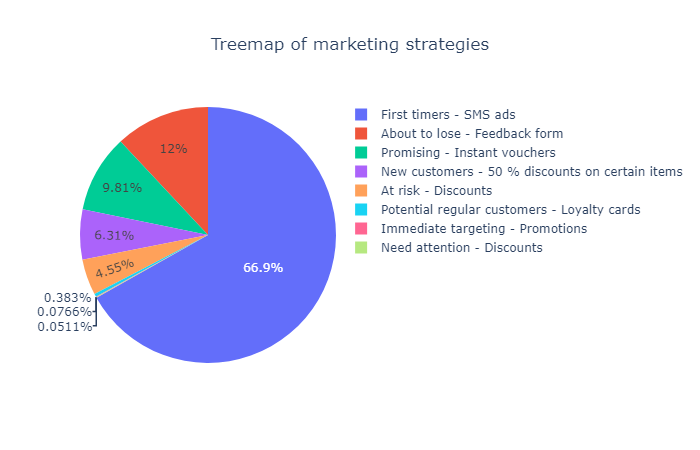 Treemap of marketing strategies
First timers - SMS ads
About to lose - Feedback form
Promising - Instant vouchers
New customers - 50 % discounts on certain items
At risk - Discounts
Potential regular customers - Loyalty cards
Immediate targeting - Promotions
Need attention - Discounts
12%
9.81%
6.31%
4.55%
66.9%
0.383%
0.0766%
0.0511%